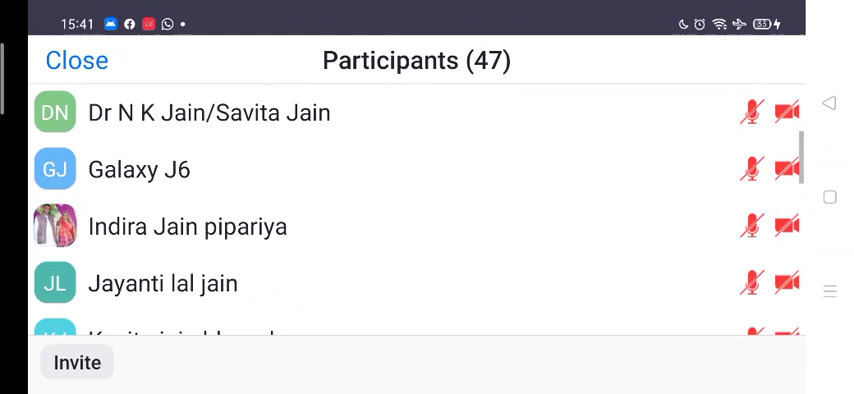 15:41
33
Close
Participants (47)
DN
Dr N K Jain/Savita Jain
GJ
Galaxy J6
Indira Jain pipariya
JL
Jayanti lal jain
Invite